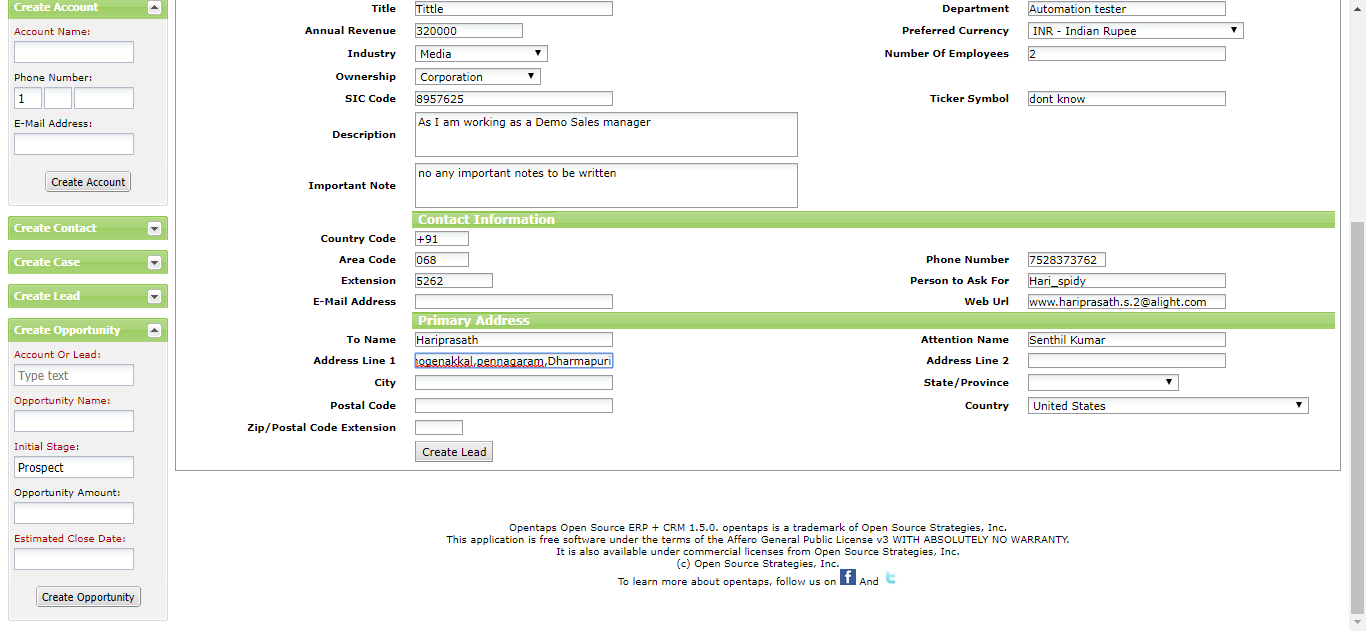 Create Account
Account Name:
Phone Number:
1
E-Mail Address:
Create Account
Create Contact
Create Case
Create Lead
Create Opportunity
Account Or Lead:
Type text
Opportunity Name:
Initial Stage:
Prospect
Opportunity Amount:
Estimated Close Date:
Create Opportunity
Title Tittle Department Automation tester
Annual Revenue 320000 Preferred Currency INR - Indian Rupee
Industry Media Number Of Employees 2
Ownership Corporation
SIC Code 8957625 Ticker Symbol dont know
Description As I am working as a Demo Sales manager
Important Note no any important notes to be written
Contact Information
Country Code +91
Area Code 068 Phone Number 7528373762
Extension 5262 Person to Ask For Hari_spidy
E-Mail Address Web Url www.hariprasath.s.2@alight.com
Primary Address
To Name Hariprasath Attention Name Senthil Kumar
Address Line 1 ogenakkal,pennagaram,Dharmapuri Address Line 2
City State/Province
Postal Code Country United States
Zip/Postal Code Extension
Create Lead
Opentaps Open Source ERP + CRM 1.5.0. opentaps is a trademark of Open Source Strategies, Inc.
This application is free software under the terms of the Affero General Public License v3 WITH ABSOLUTELY NO WARRANTY.
It is also available under commercial licenses from Open Source Strategies, Inc.
(c) Open Source Strategies, Inc.
To learn more about opentaps, follow us on f And t